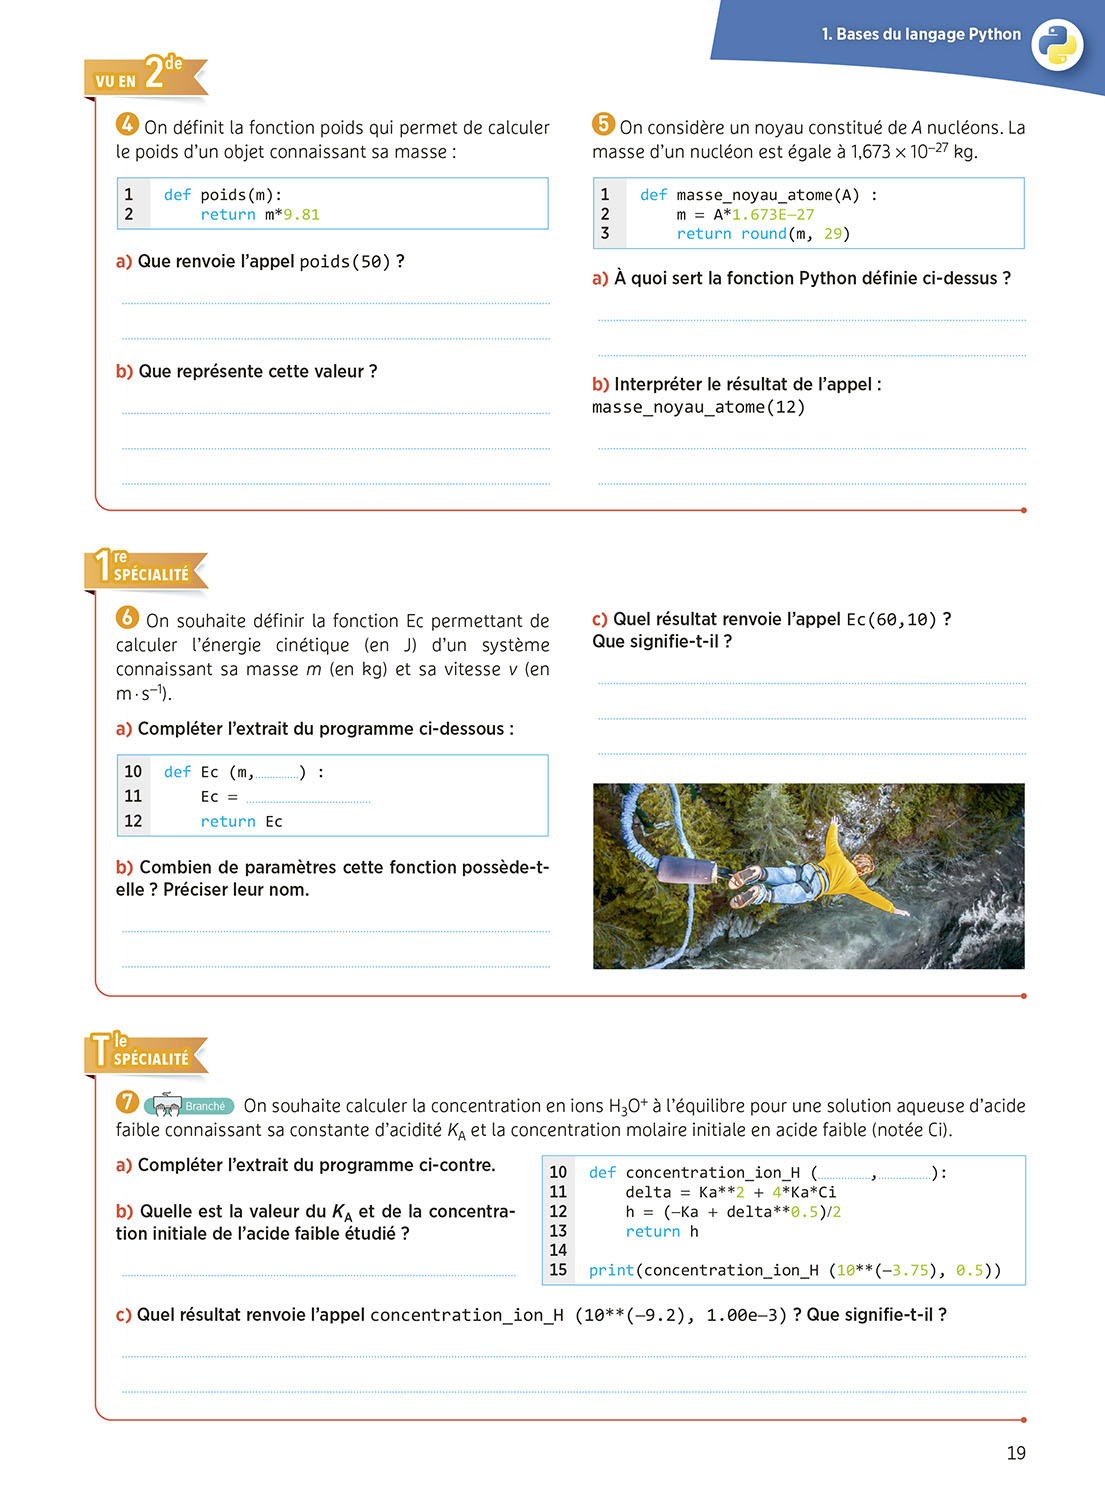 1. Bases du langage Python
VU EN 2de
4 On définit la fonction poids qui permet de calculer
le poids d'un objet connaissant sa masse :
1 def poids(m):
2 return m*9.81
a) Que renvoie l'appel poids(50) ?
b) Que représente cette valeur ?
5 On considère un noyau constitué de A nucléons. La
masse d'un nucléon est égale à 1,673 × 10–27 kg.
1 def masse_noyau_atome(A) :
2 m = A*1.673E–27
3 return round(m, 29)
a) À quoi sert la fonction Python définie ci-dessus ?
b) Interpréter le résultat de l'appel :
masse_noyau_atome(12)
1re
SPÉCIALITÉ
6 On souhaite définir la fonction Ec permettant de
calculer l'énergie cinétique (en J) d'un système
connaissant sa masse m (en kg) et sa vitesse v (en
m·s–1).
a) Compléter l'extrait du programme ci-dessous :
10 def Ec (m,..............) :
11 Ec = ........................................
12 return Ec
b) Combien de paramètres cette fonction possède-t-
elle ? Préciser leur nom.
c) Quel résultat renvoie l'appel Ec(60,10) ?
Que signifie-t-il ?
Tle
SPÉCIALITÉ
7 Branché On souhaite calculer la concentration en ions H3O+ à l'équilibre pour une solution aqueuse d'acide
faible connaissant sa constante d'acidité KA et la concentration molaire initiale en acide faible (notée Ci).
a) Compléter l'extrait du programme ci-contre.
b) Quelle est la valeur du KA et de la concentra-
tion initiale de l'acide faible étudié ?
10 def concentration_ion_H (................,................):
11 delta = Ka**2 + 4*Ka*Ci
12 h = (–Ka + delta**0.5)/2
13 return h
14
15 print(concentration_ion_H (10**(–3.75), 0.5))
c) Quel résultat renvoie l'appel concentration_ion_H (10**(–9.2), 1.00e–3) ? Que signifie-t-il ?
19